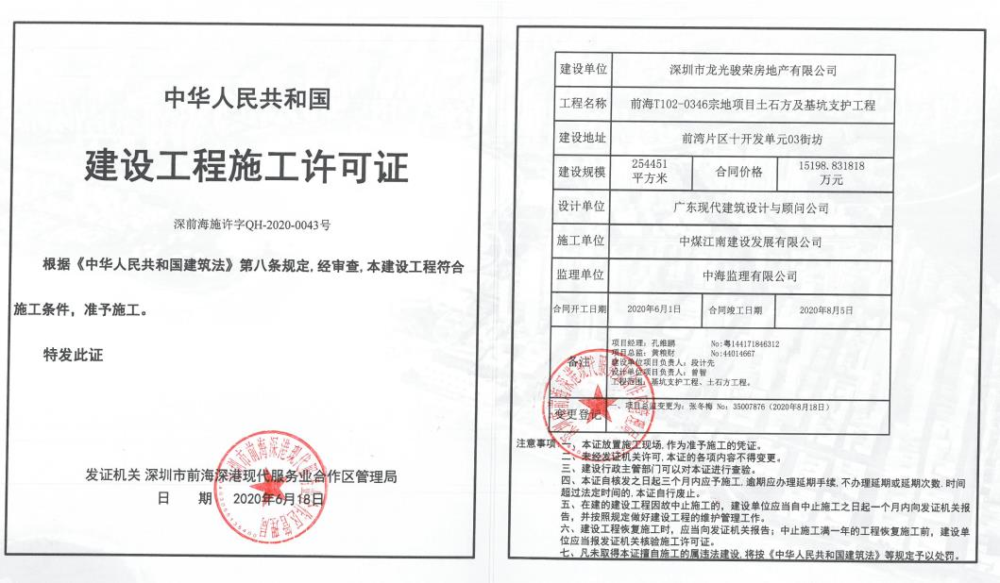 中华人民共和国
建设工程施工许可证
深前海施许字QH-2020-0043号
根据《中华人民共和国建筑法》第八条规定,经审查,本建设工程符合
施工条件，准予施工。
特发此证
发证机关 深圳市前海深港现代服务业合作区管理局
日 期 2020年6月18日
建设单位 深圳市龙光骏荣房地产有限公司
工程名称 前海T102-0346宗地项目土石方及基坑支护工程
建设地址 前湾片区十开发单元03街坊
建设规模 254451平方米 合同价格 15198.831818万元
设计单位 广东现代建筑设计与顾问公司
施工单位 中煤江南建设发展有限公司
监理单位 中海监理有限公司
合同开工日期 2020年6月1日 合同竣工日期 2020年8月5日
备注
项目经理：孔维鹏 No:粤144171846312
项目总监：黄粮财 No:44014667
建设单位项目负责人：段计先
设计单位项目负责人：曾智
工程范围：基坑支护工程、土石方工程。
变更登记 一、项目总监变更为：张冬梅 No: 35007876（2020年8月18日）
注意事项 一、本证放置施工现场,作为准予施工的凭证。
二、未经发证机关许可,本证的各项内容不得变更。
三、建设行政主管部门可以对本证进行查验。
四、本证自核发之日起三个月内应予施工,逾期应办理延期手续,不办理延期或延期次数.时间
超过法定时间的,本证自行废止。
五、在建的建设工程因故中止施工的，建设单位应当自中止施工之日起一个月内向发证机关报
告，并按照规定做好建设工程的维护管理工作。
六、建设工程恢复施工时，应当向发证机关报告；中止施工满一年的工程恢复施工前，建设单
位应当报发证机关核验施工许可证。
七、凡未取得本证擅自施工的属违法建设,将按《中华人民共和国建筑法》等规定予以处罚。